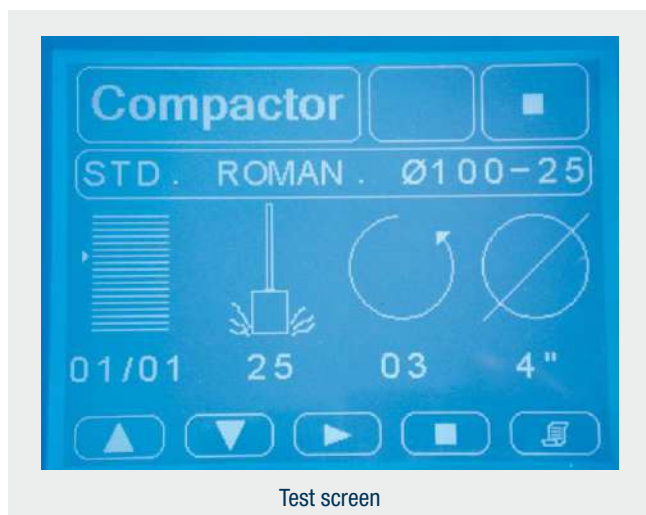 Compactor
STD. ROMAN. Ø100-25
01/01 25 03 4"
Test screen